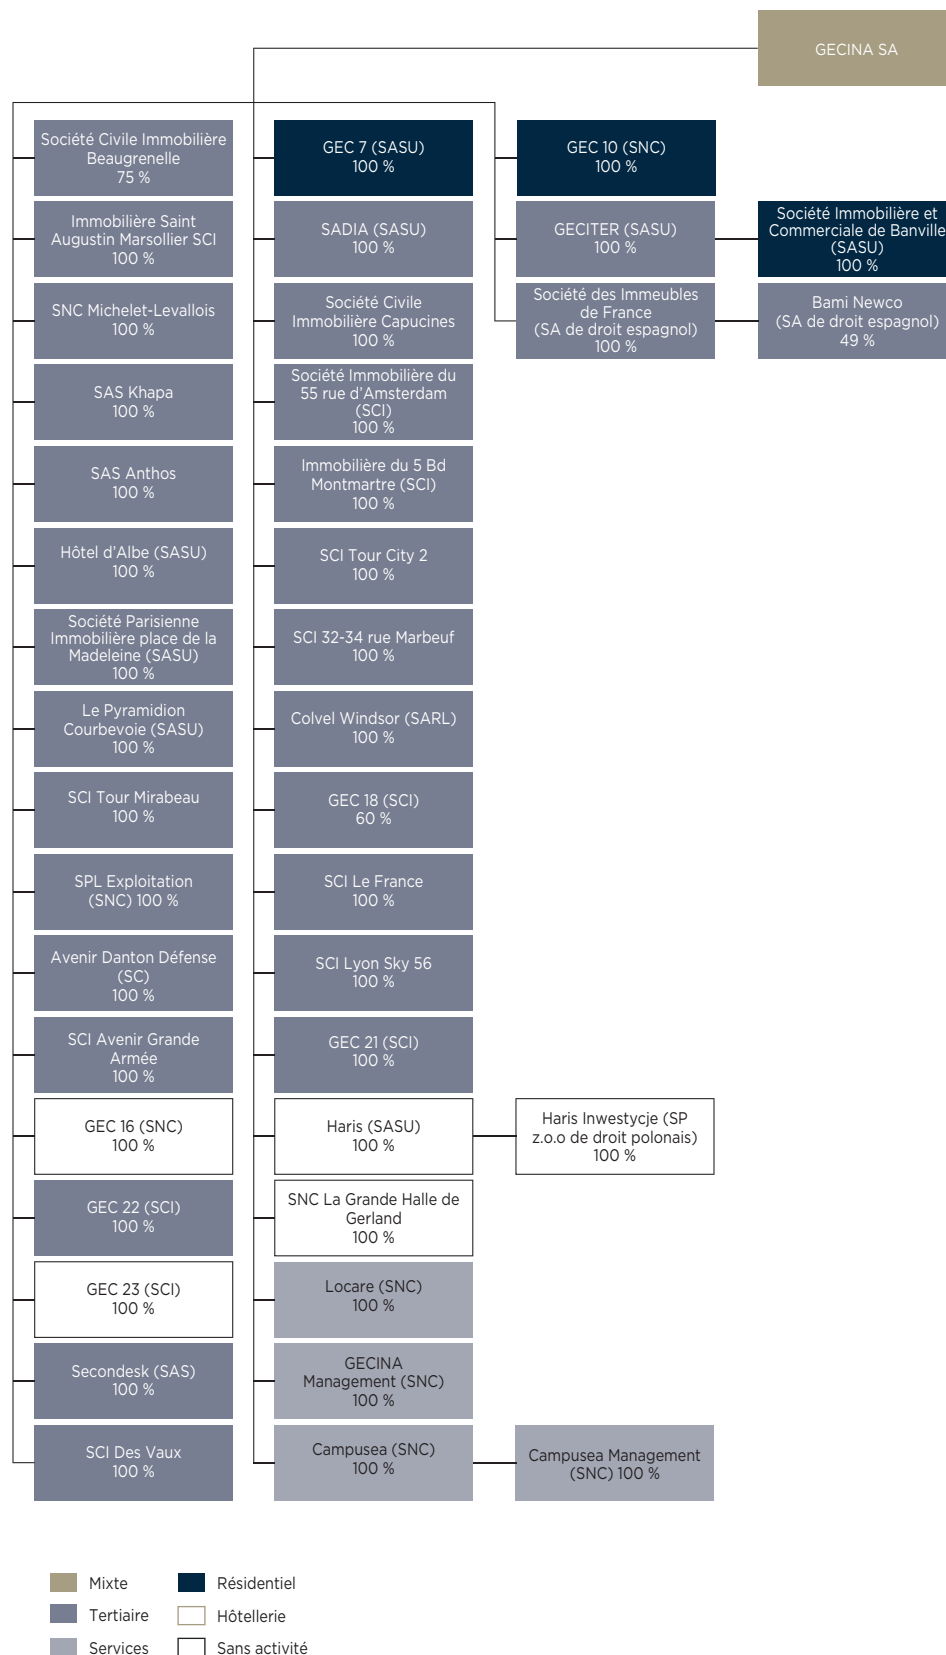 GECINA SA
Société Civile Immobilière
Beaugrenelle
75 %
Immobilière Saint
Augustin Marsollier SCI
100 %
SNC Michelet-Levallois
100 %
SAS Khapa
100 %
SAS Anthos
100 %
Hôtel d'Albe (SASU)
100 %
Société Parisienne
Immobilière place de la
Madeleine (SASU)
100 %
Le Pyramidion
Courbevoie (SASU)
100 %
SCI Tour Mirabeau
100 %
SPL Exploitation
(SNC) 100 %
Avenir Danton Défense
(SC)
100 %
SCI Avenir Grande
Armée
100 %
GEC 16 (SNC)
100 %
GEC 22 (SCI)
100 %
GEC 23 (SCI)
100 %
Secondesk (SAS)
100 %
SCI Des Vaux
100 %
GEC 7 (SASU)
100 %
SADIA (SASU)
100 %
Société Civile
Immobilière Capucines
100 %
Société Immobilière du
55 rue d'Amsterdam
(SCI)
100 %
Immobilière du 5 Bd
Montmartre (SCI)
100 %
SCI Tour City 2
100 %
SCI 32-34 rue Marbeuf
100 %
Colvel Windsor (SARL)
100 %
GEC 18 (SCI)
60 %
SCI Le France
100 %
SCI Lyon Sky 56
100 %
GEC 21 (SCI)
100 %
Haris (SASU)
100 %
SNC La Grande Halle de
Gerland
100 %
Locare (SNC)
100 %
GECINA
Management (SNC)
100 %
Campusea (SNC)
100 %
GEC 10 (SNC)
100 %
GECITER (SASU)
100 %
Société des Immeubles
de France
(SA de droit espagnol)
100 %
Haris Inwestycje (SP
z.o.o de droit polonais)
100 %
Campusea Management
(SNC) 100 %
Société Immobilière et
Commerciale de Banville
(SASU)
100 %
Bami Newco
(SA de droit espagnol)
49 %
Mixte
Tertiaire
Services
Résidentiel
Hôtellerie
Sans activité